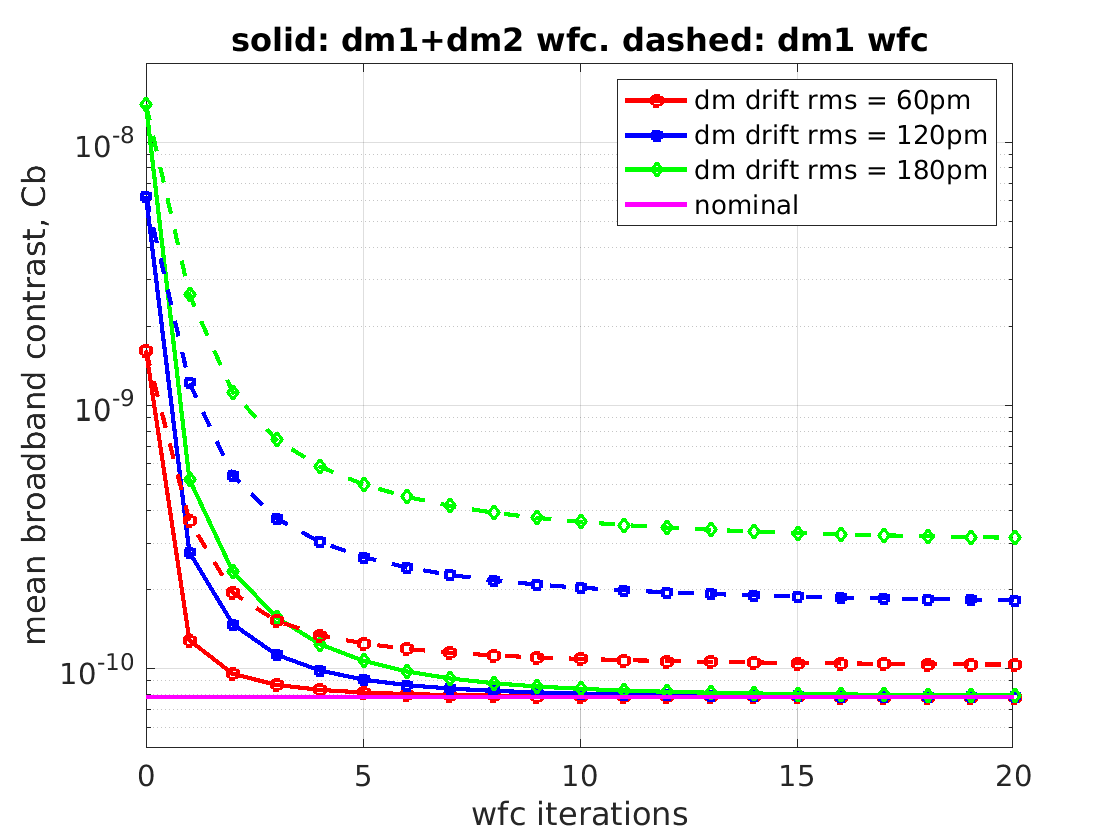 solid: dm1+dm2 wfc. dashed: dm1 wfc
dm drift rms = 60pm
dm drift rms = 120pm
dm drift rms = 180pm
nominal
mean broadband contrast, Cb
10^-8
10^-9
10^-10
0 5 10 15 20
wfc iterations